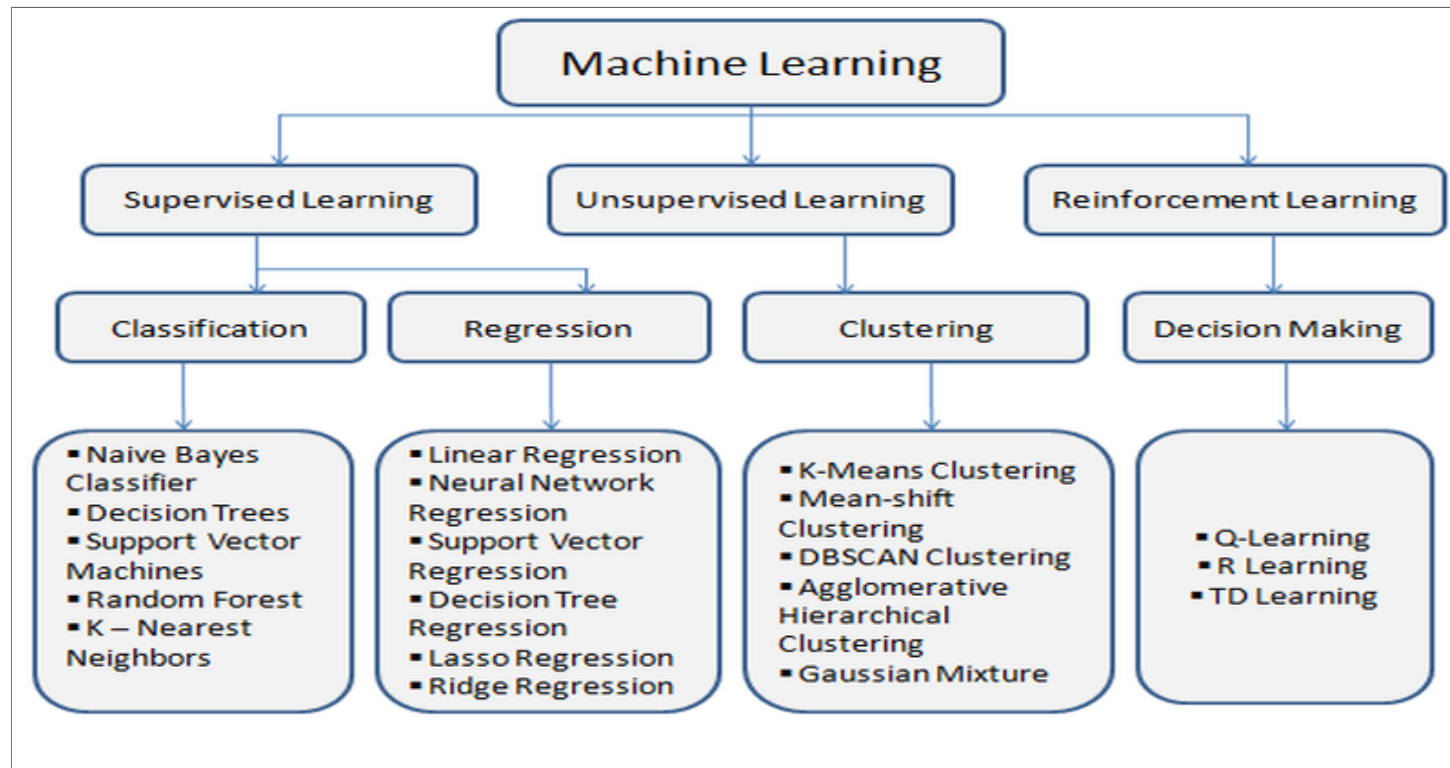 Machine Learning
Supervised Learning
Unsupervised Learning
Reinforcement Learning
Classification
Regression
Clustering
Decision Making
▪ Naive Bayes
Classifier
▪ Decision Trees
▪ Support Vector
Machines
▪ Random Forest
▪ K – Nearest
Neighbors
▪ Linear Regression
▪ Neural Network
Regression
▪ Support Vector
Regression
▪ Decision Tree
Regression
▪ Lasso Regression
▪ Ridge Regression
▪ K-Means Clustering
▪ Mean-shift
Clustering
▪ DBSCAN Clustering
▪ Agglomerative
Hierarchical
Clustering
▪ Gaussian Mixture
▪ Q-Learning
▪ R Learning
▪ TD Learning